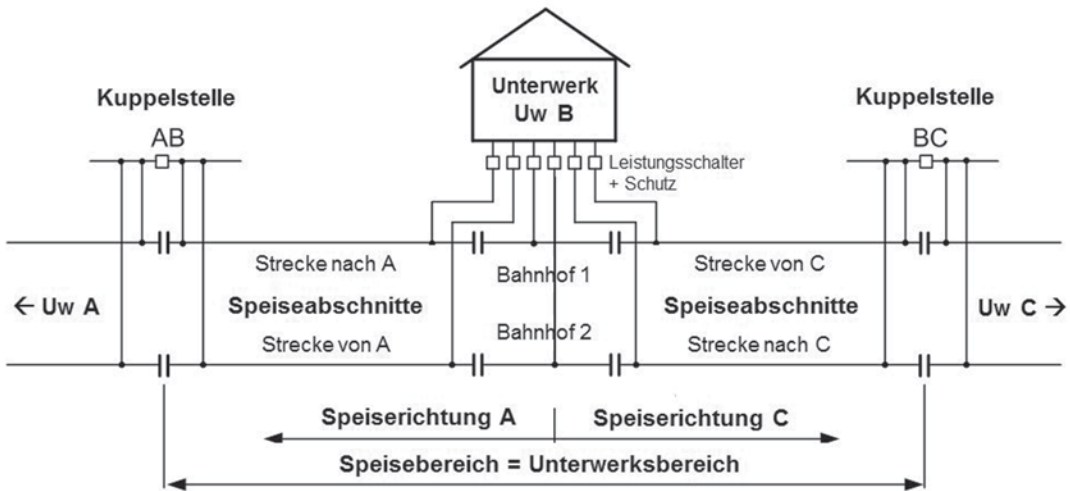 Unterwerk
Uw B
Kuppelstelle
AB
Kuppelstelle
BC
Leistungsschalter
+ Schutz
Strecke nach A
Bahnhof 1
Strecke von C
← Uw A
Speiseabschnitte
Speiseabschnitte
Uw C →
Strecke von A
Bahnhof 2
Strecke nach C
Speiserichtung A
Speiserichtung C
Speisebereich = Unterwerksbereich